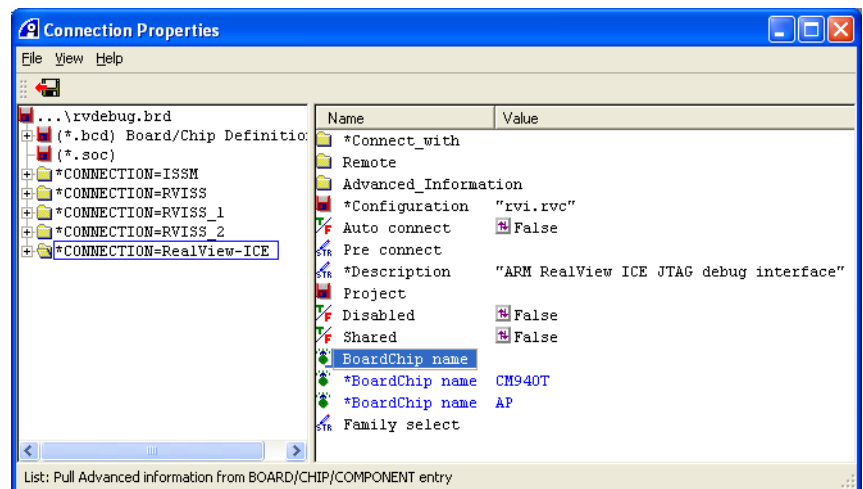 Connection Properties
File View Help
...\rvdebug.brd
(*.bcd) Board/Chip Definitio
(*.soc)
*CONNECTION=ISSM
*CONNECTION=RVISS
*CONNECTION=RVISS_1
*CONNECTION=RVISS_2
*CONNECTION=RealView-ICE
Name Value
*Connect_with
Remote
Advanced_Information
*Configuration "rvi.rvc"
T/F Auto connect False
STR Pre connect
STR *Description "ARM RealView ICE JTAG debug interface"
Project
T/F Disabled False
T/F Shared False
BoardChip name
*BoardChip name CM940T
*BoardChip name AP
STR Family select
List: Pull Advanced information from BOARD/CHIP/COMPONENT entry